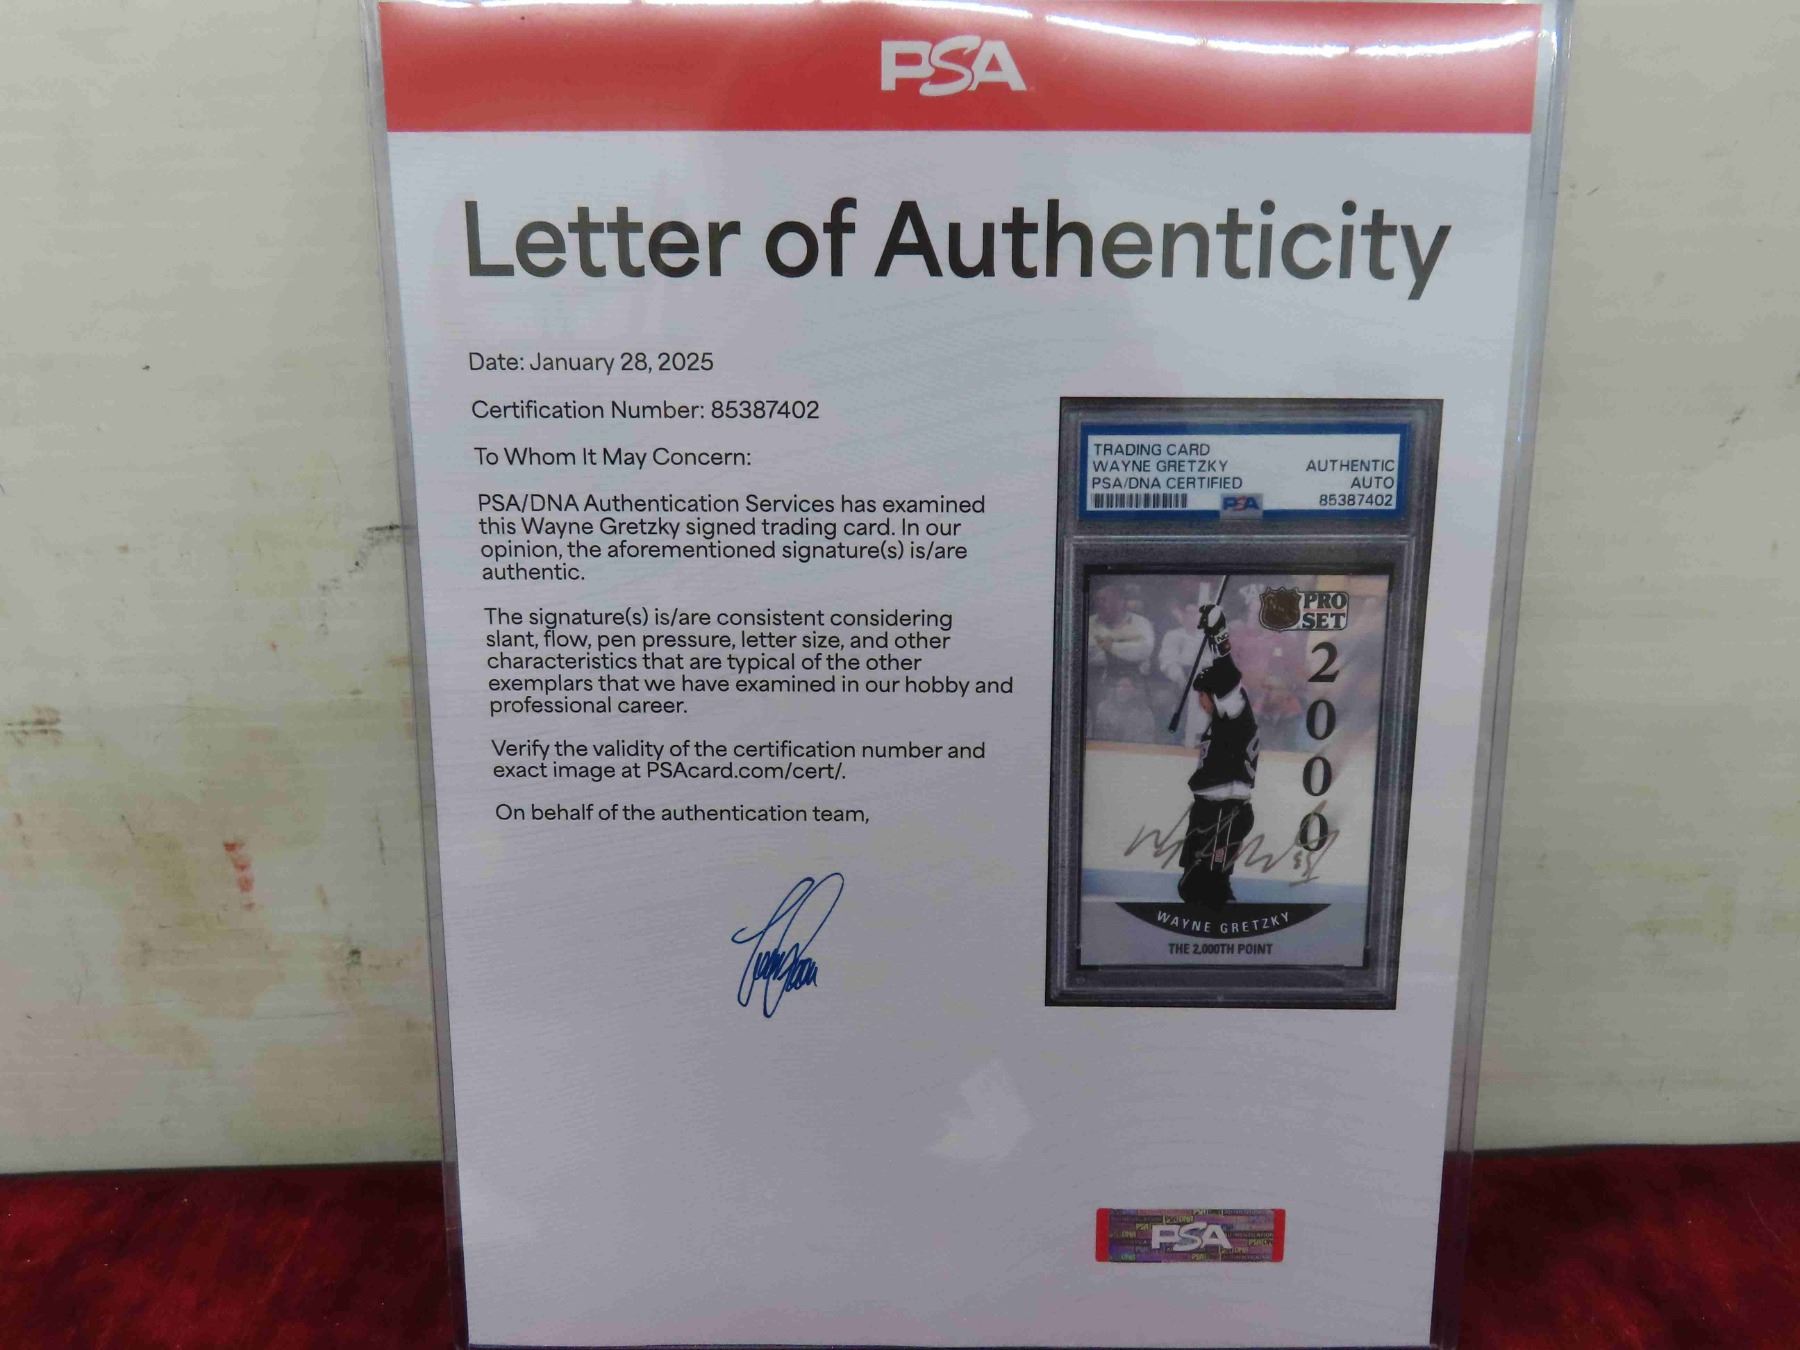 PSA
Letter of Authenticity
Date: January 28, 2025
Certification Number: 85387402
To Whom It May Concern:
PSA/DNA Authentication Services has examined
this Wayne Gretzky signed trading card. In our
opinion, the aforementioned signature(s) is/are
authentic.
The signature(s) is/are consistent considering
slant, flow, pen pressure, letter size, and other
characteristics that are typical of the other
exemplars that we have examined in our hobby and
professional career.
Verify the validity of the certification number and
exact image at PSAcard.com/cert/.
On behalf of the authentication team,
TRADING CARD
WAYNE GRETZKY AUTHENTIC
PSA/DNA CERTIFIED AUTO
PSA 85387402
PRO
SET
2
0
0
0
WAYNE GRETZKY
THE 2,000TH POINT
PSA